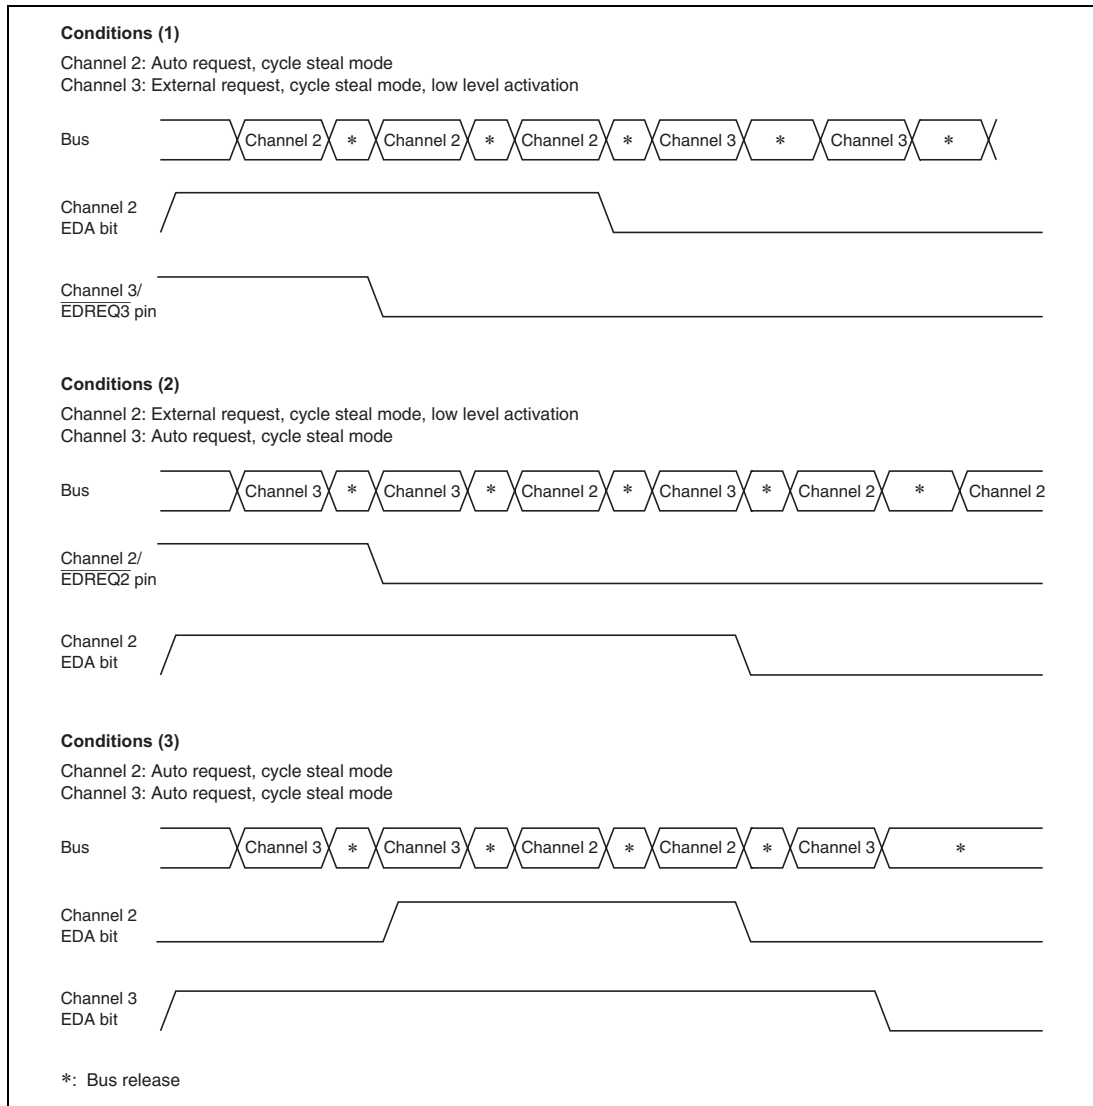 Conditions (1)
Channel 2: Auto request, cycle steal mode
Channel 3: External request, cycle steal mode, low level activation
Bus Channel 2 * Channel 2 * Channel 2 * Channel 3 * Channel 3 *
Channel 2
EDA bit
Channel 3/
EDREQ3 pin
Conditions (2)
Channel 2: External request, cycle steal mode, low level activation
Channel 3: Auto request, cycle steal mode
Bus Channel 3 * Channel 3 * Channel 2 * Channel 3 * Channel 2 * Channel 2
Channel 2/
EDREQ2 pin
Channel 2
EDA bit
Conditions (3)
Channel 2: Auto request, cycle steal mode
Channel 3: Auto request, cycle steal mode
Bus Channel 3 * Channel 3 * Channel 2 * Channel 2 * Channel 3 *
Channel 2
EDA bit
Channel 3
EDA bit
*: Bus release